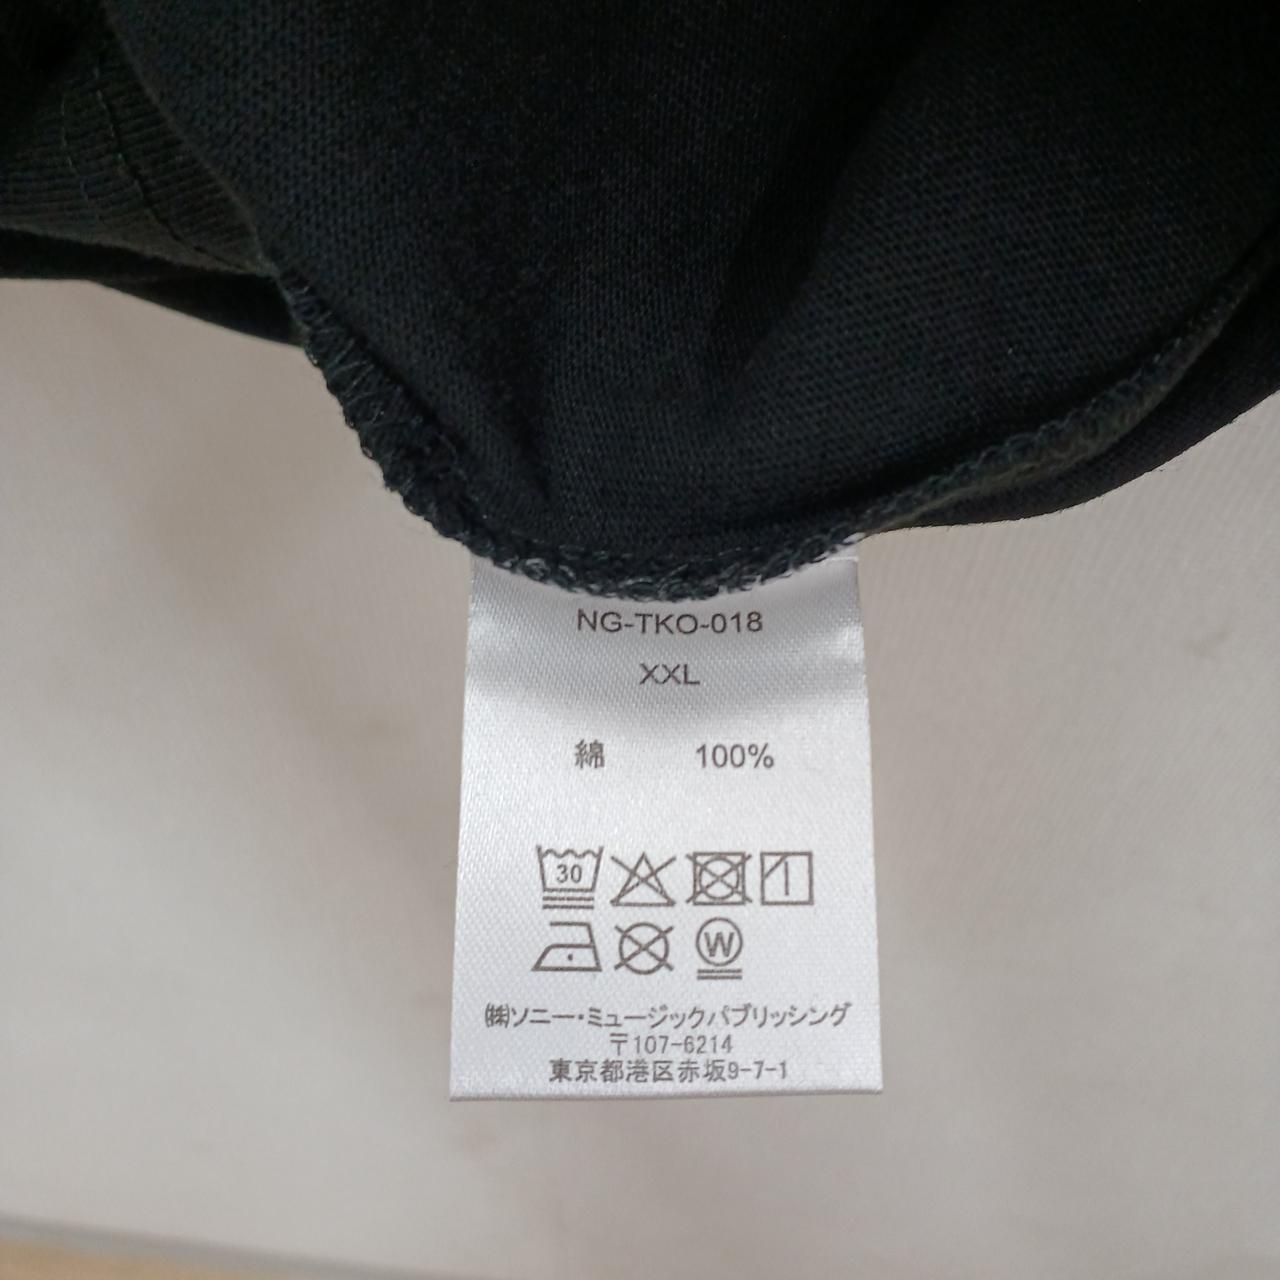 NG-TKO-018
XXL
綿 100%
30
W
㈱ソニー・ミュージックパブリッシング
〒107-6214
東京都港区赤坂9-7-1